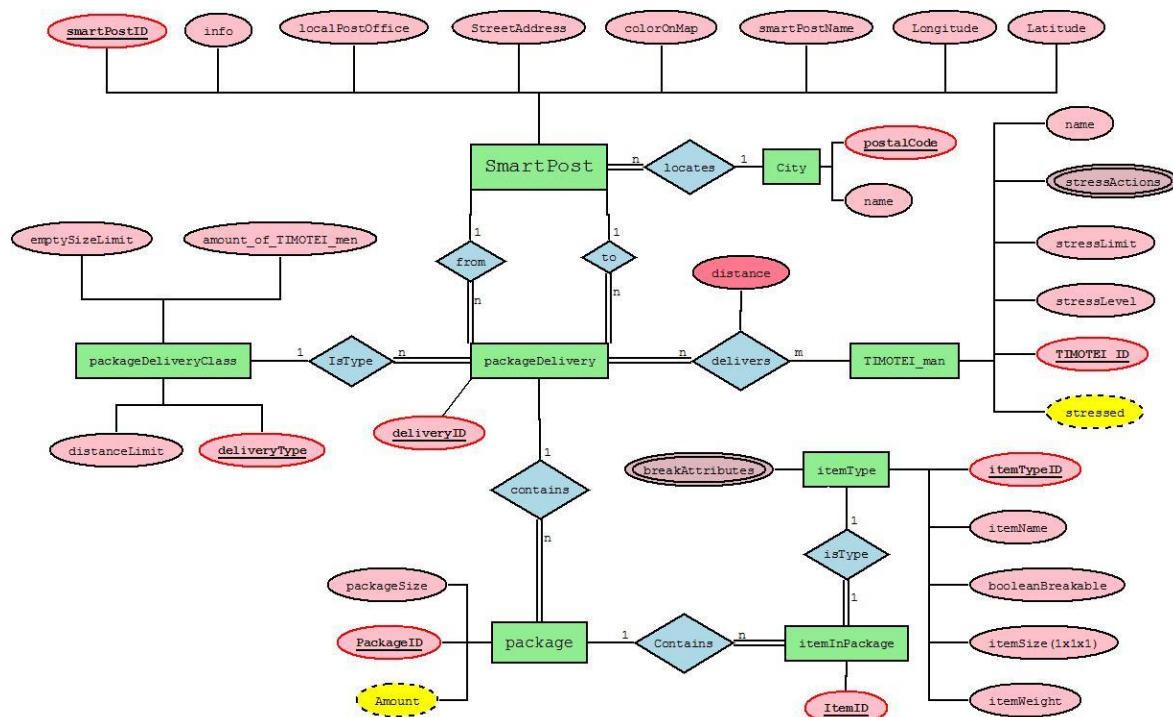 smartPostID
info
localPostOffice
StreetAddress
colorOnMap
smartPostName
Longitude
Latitude
SmartPost
n
locates
1
City
postalCode
name
name
stressActions
stressLimit
stressLevel
TIMOTEI_ID
stressed
emptySizeLimit
amount_of_TIMOTEI_men
1
from
n
1
to
n
distance
packageDeliveryClass
1
IsType
n
packageDelivery
n
delivers
m
TIMOTEI_man
distanceLimit
deliveryType
deliveryID
1
contains
n
breakAttributes
itemType
itemTypeID
itemName
booleanBreakable
itemSize(1x1x1)
itemWeight
1
isType
1
packageSize
PackageID
Amount
package
1
Contains
n
itemInPackage
ItemID